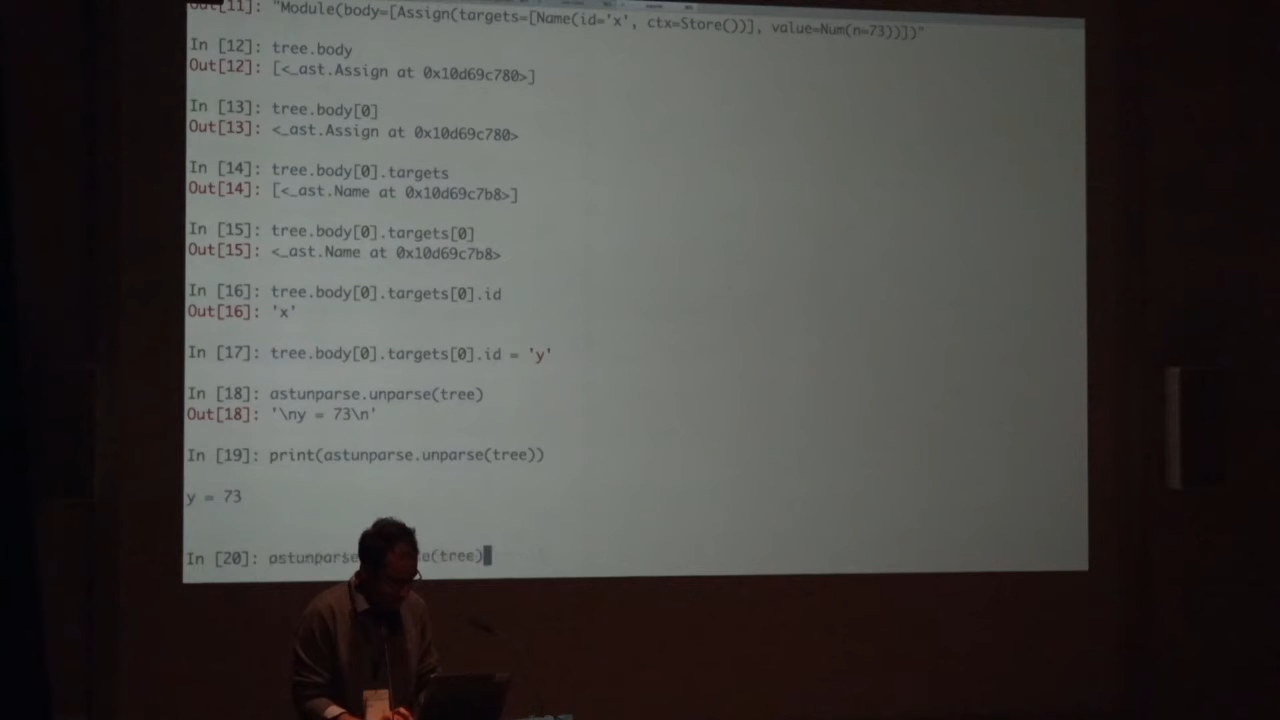 Out[11]: "Module(body=[Assign(targets=[Name(id='x', ctx=Store())], value=Num(n=73))])"
In [12]: tree.body
Out[12]: [<_ast.Assign at 0x10d69c780>]
In [13]: tree.body[0]
Out[13]: <_ast.Assign at 0x10d69c780>
In [14]: tree.body[0].targets
Out[14]: [<_ast.Name at 0x10d69c7b8>]
In [15]: tree.body[0].targets[0]
Out[15]: <_ast.Name at 0x10d69c7b8>
In [16]: tree.body[0].targets[0].id
Out[16]: 'x'
In [17]: tree.body[0].targets[0].id = 'y'
In [18]: astunparse.unparse(tree)
Out[18]: '\ny = 73\n'
In [19]: print(astunparse.unparse(tree))
y = 73
In [20]: astunparse e(tree)